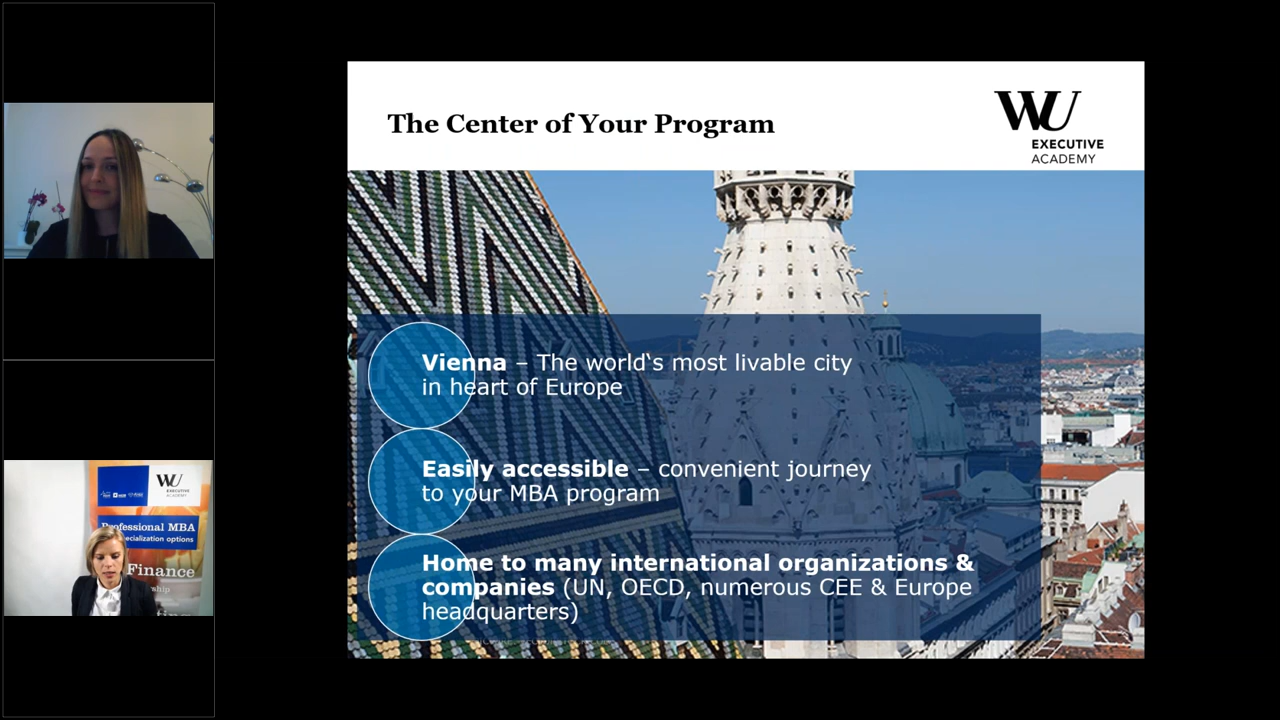 The Center of Your Program
WU
EXECUTIVE
ACADEMY
Vienna – The world‘s most livable city
in heart of Europe
Easily accessible – convenient journey
to your MBA program
Home to many international organizations &
companies (UN, OECD, numerous CEE & Europe
headquarters)
WU
EXECUTIVE
ACADEMY
Professional MBA
Finance